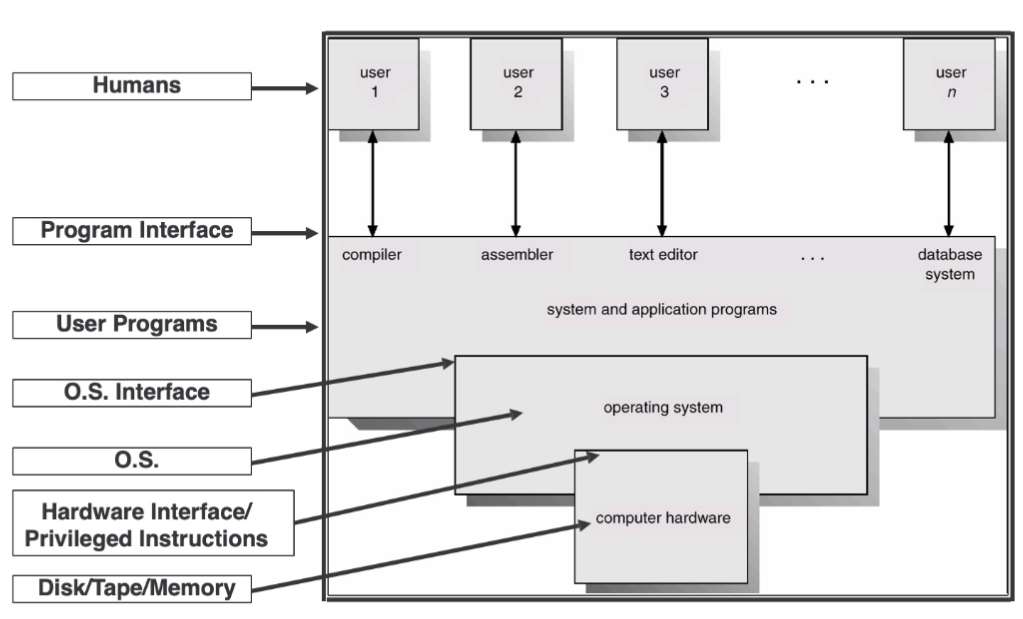 Humans
Program Interface
User Programs
O.S. Interface
O.S.
Hardware Interface/
Privileged Instructions
Disk/Tape/Memory
user
1
user
2
user
3
. . .
user
n
compiler
assembler
text editor
. . .
database
system
system and application programs
operating system
computer hardware